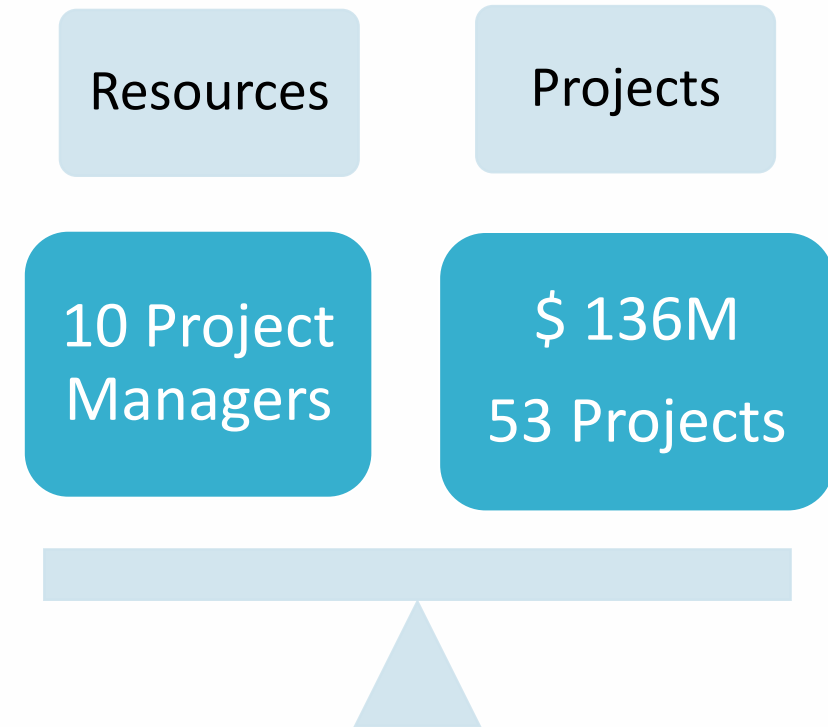 Resources
Projects
10 Project
Managers
$ 136M
53 Projects